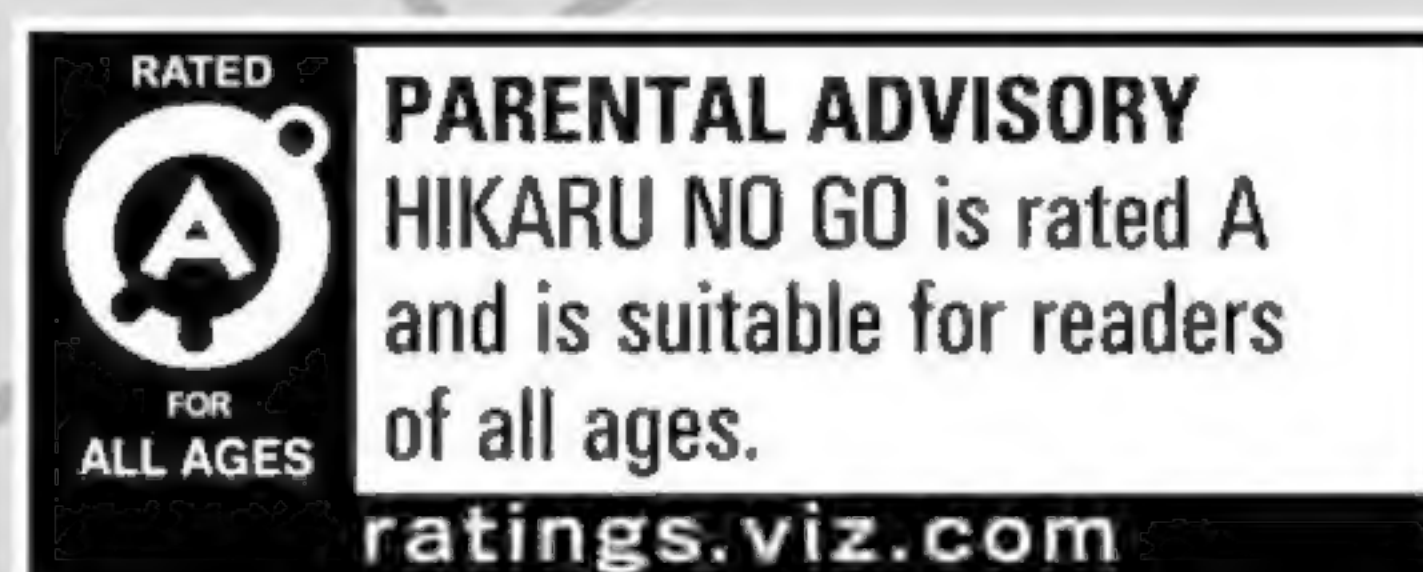 RATED
A
FOR
ALL AGES
PARENTAL ADVISORY
HIKARU NO GO is rated A
and is suitable for readers
of all ages.
ratings.viz.com